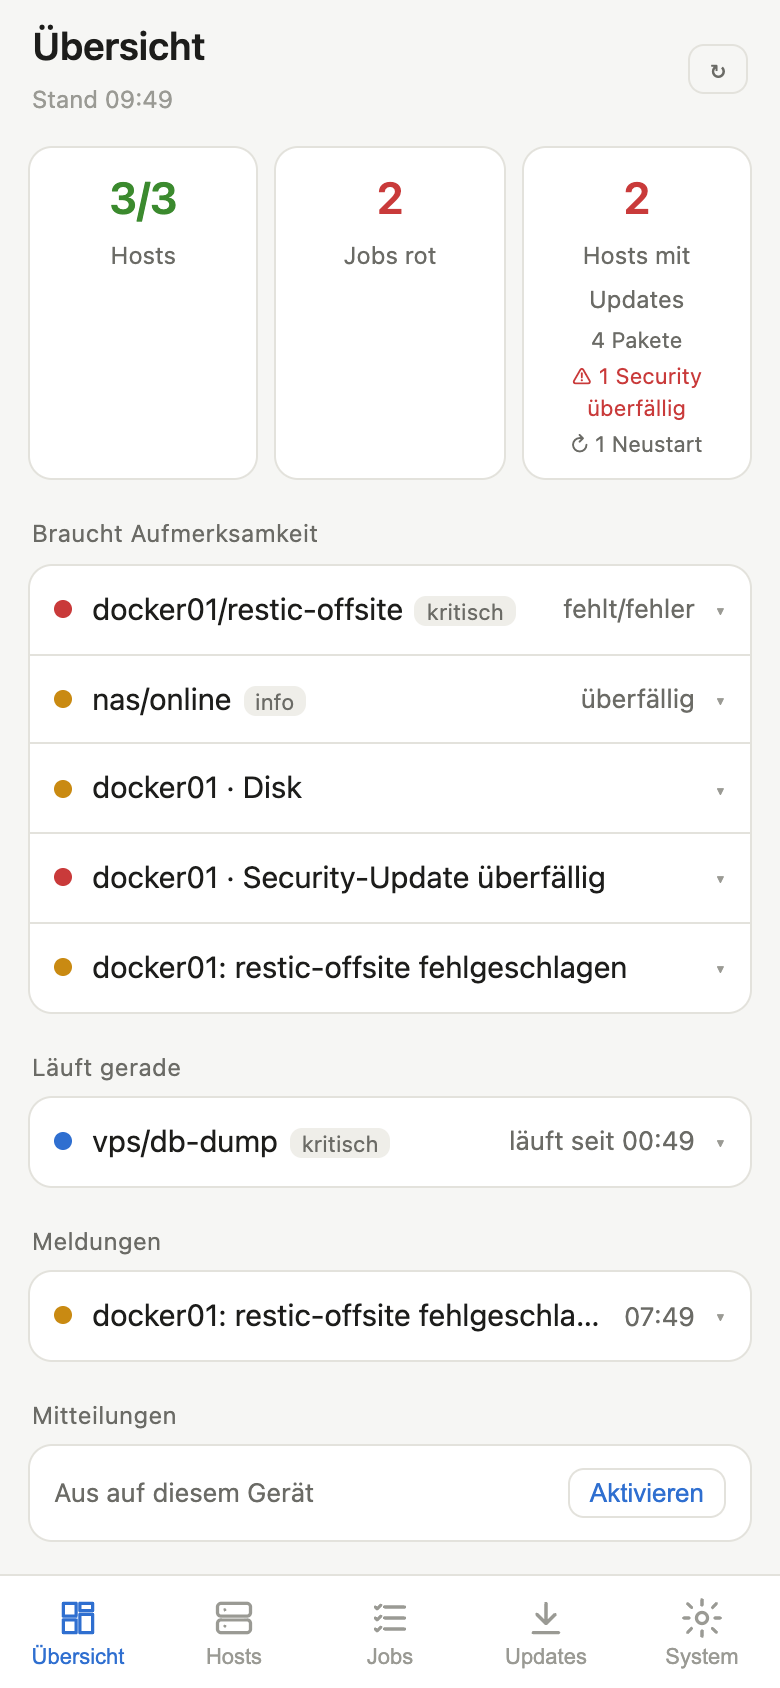 Übersicht
Stand 09:49
3/3
Hosts
2
Jobs rot
2
Hosts mit
Updates
4 Pakete
⚠ 1 Security
überfällig
↻ 1 Neustart
Braucht Aufmerksamkeit
docker01/restic-offsite kritisch fehlt/fehler
nas/online info überfällig
docker01 · Disk
docker01 · Security-Update überfällig
docker01: restic-offsite fehlgeschlagen
Läuft gerade
vps/db-dump kritisch läuft seit 00:49
Meldungen
docker01: restic-offsite fehlgeschla... 07:49
Mitteilungen
Aus auf diesem Gerät Aktivieren
Übersicht Hosts Jobs Updates System